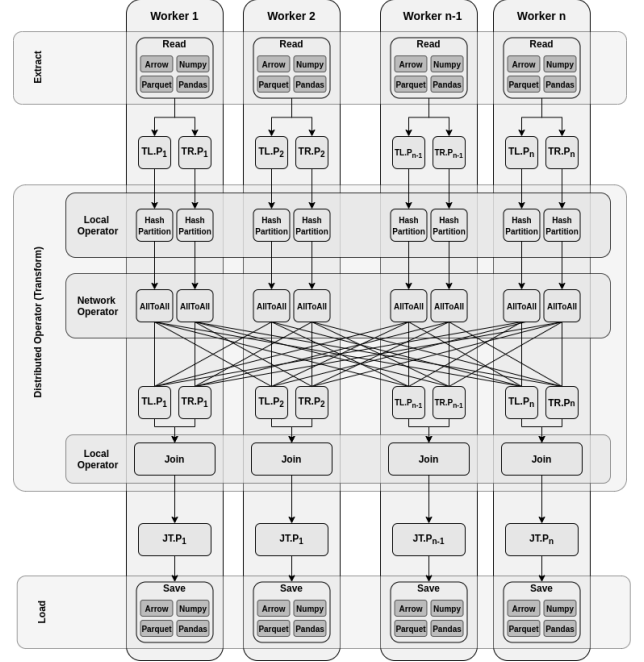 Worker 1 Worker 2 Worker n-1 Worker n
Extract
Read Read Read Read
Arrow Numpy Arrow Numpy Arrow Numpy Arrow Numpy
Parquet Pandas Parquet Pandas Parquet Pandas Parquet Pandas
TL.P1 TR.P1 TL.P2 TR.P2 TL.Pn-1 TR.Pn-1 TL.Pn TR.Pn
Distributed Operator (Transform)
Local
Operator
Hash Hash Hash Hash Hash Hash Hash Hash
Partition Partition Partition Partition Partition Partition Partition Partition
Network
Operator
AllToAll AllToAll AllToAll AllToAll AllToAll AllToAll AllToAll AllToAll
TL.P1 TR.P1 TL.P2 TR.P2 TL.Pn-1 TR.Pn-1 TL.Pn TR.Pn
Local
Operator
Join Join Join Join
JT.P1 JT.P1 JT.Pn-1 JT.Pn
Load
Save Save Save Save
Arrow Numpy Arrow Numpy Arrow Numpy Arrow Numpy
Parquet Pandas Parquet Pandas Parquet Pandas Parquet Pandas